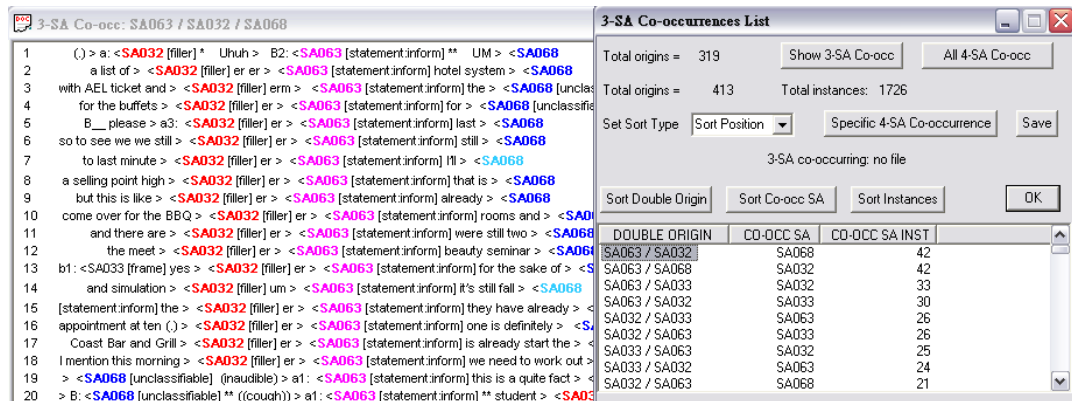 3-SA Co-occ: SA063 / SA032 / SA068
1 (.) > a: <SA032 [filler] * Uhuh > B2: <SA063 [statement:inform] ** UM > <SA068
2 a list of > <SA032 [filler] er er > <SA063 [statement:inform] hotel system > <SA068
3 with AEL ticket and > <SA032 [filler] erm > <SA063 [statement:inform] the > <SA068 [uncla
4 for the buffets > <SA032 [filler] er > <SA063 [statement:inform] for > <SA068 [unclassifie
5 B__ please > a3: <SA032 [filler] er > <SA063 [statement:inform] last > <SA068
6 so to see we we still > <SA032 [filler] er > <SA063 [statement:inform] still > <SA068
7 to last minute > <SA032 [filler] er > <SA063 [statement:inform] I'll > <SA068
8 a selling point high > <SA032 [filler] er > <SA063 [statement:inform] that is > <SA068
9 but this is like > <SA032 [filler] er > <SA063 [statement:inform] already > <SA068
10 come over for the BBQ > <SA032 [filler] er > <SA063 [statement:inform] rooms and > <SA0
11 and there are > <SA032 [filler] er > <SA063 [statement:inform] were still two > <SA06
12 the meet > <SA032 [filler] er > <SA063 [statement:inform] beauty seminar > <SA06
13 b1: <SA033 [frame] yes > <SA032 [filler] er > <SA063 [statement:inform] for the sake of > <S
14 and simulation > <SA032 [filler] um > <SA063 [statement:inform] it's still fall > <SA068
15 [statement:inform] the > <SA032 [filler] er > <SA063 [statement:inform] they have already > <
16 appointment at ten (.) > <SA032 [filler] er > <SA063 [statement:inform] one is definitely > <S
17 Coast Bar and Grill > <SA032 [filler] er > <SA063 [statement:inform] is already start the > <
18 I mention this morning > <SA032 [filler] er > <SA063 [statement:inform] we need to work out >
19 > <SA068 [unclassifiable] (inaudible) > a1: <SA063 [statement:inform] this is a quite fact > <
20 > B: <SA068 [unclassifiable] ** ((cough)) > a1: <SA063 [statement:inform] ** student > <SA03
3-SA Co-occurrences List
Total origins = 319 Show 3-SA Co-occ All 4-SA Co-occ
Total origins = 413 Total instances: 1726
Set Sort Type Sort Position Specific 4-SA Co-occurrence Save
3-SA co-occurring: no file
Sort Double Origin Sort Co-occ SA Sort Instances OK
DOUBLE ORIGIN CO-OCC SA CO-OCC SA INST
SA063 / SA032 SA068 42
SA063 / SA068 SA032 42
SA063 / SA033 SA032 33
SA063 / SA032 SA033 30
SA032 / SA063 SA033 26
SA032 / SA033 SA063 26
SA033 / SA063 SA032 25
SA033 / SA032 SA063 24
SA032 / SA063 SA068 21